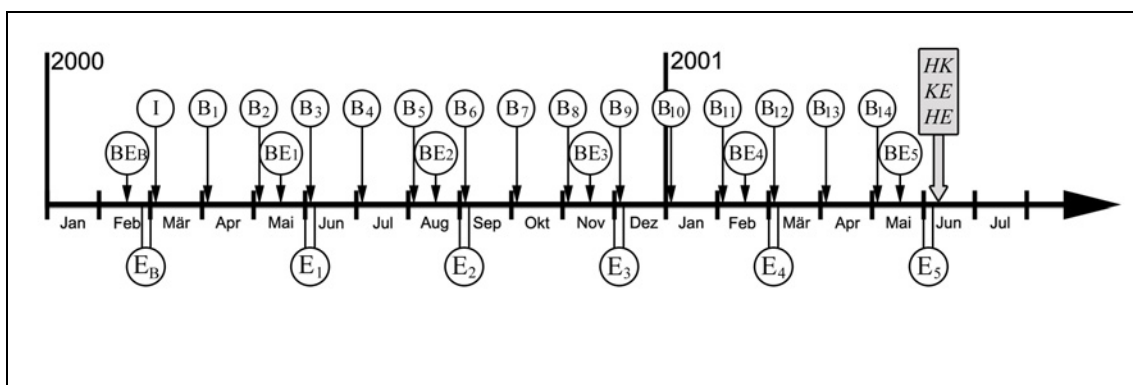 2000 2001
HK
KE
HE
I B1 B2 B3 B4 B5 B6 B7 B8 B9 B10 B11 B12 B13 B14
BEB BE1 BE2 BE3 BE4 BE5
Jan Feb Mär Apr Mai Jun Jul Aug Sep Okt Nov Dez Jan Feb Mär Apr Mai Jun Jul
EB E1 E2 E3 E4 E5